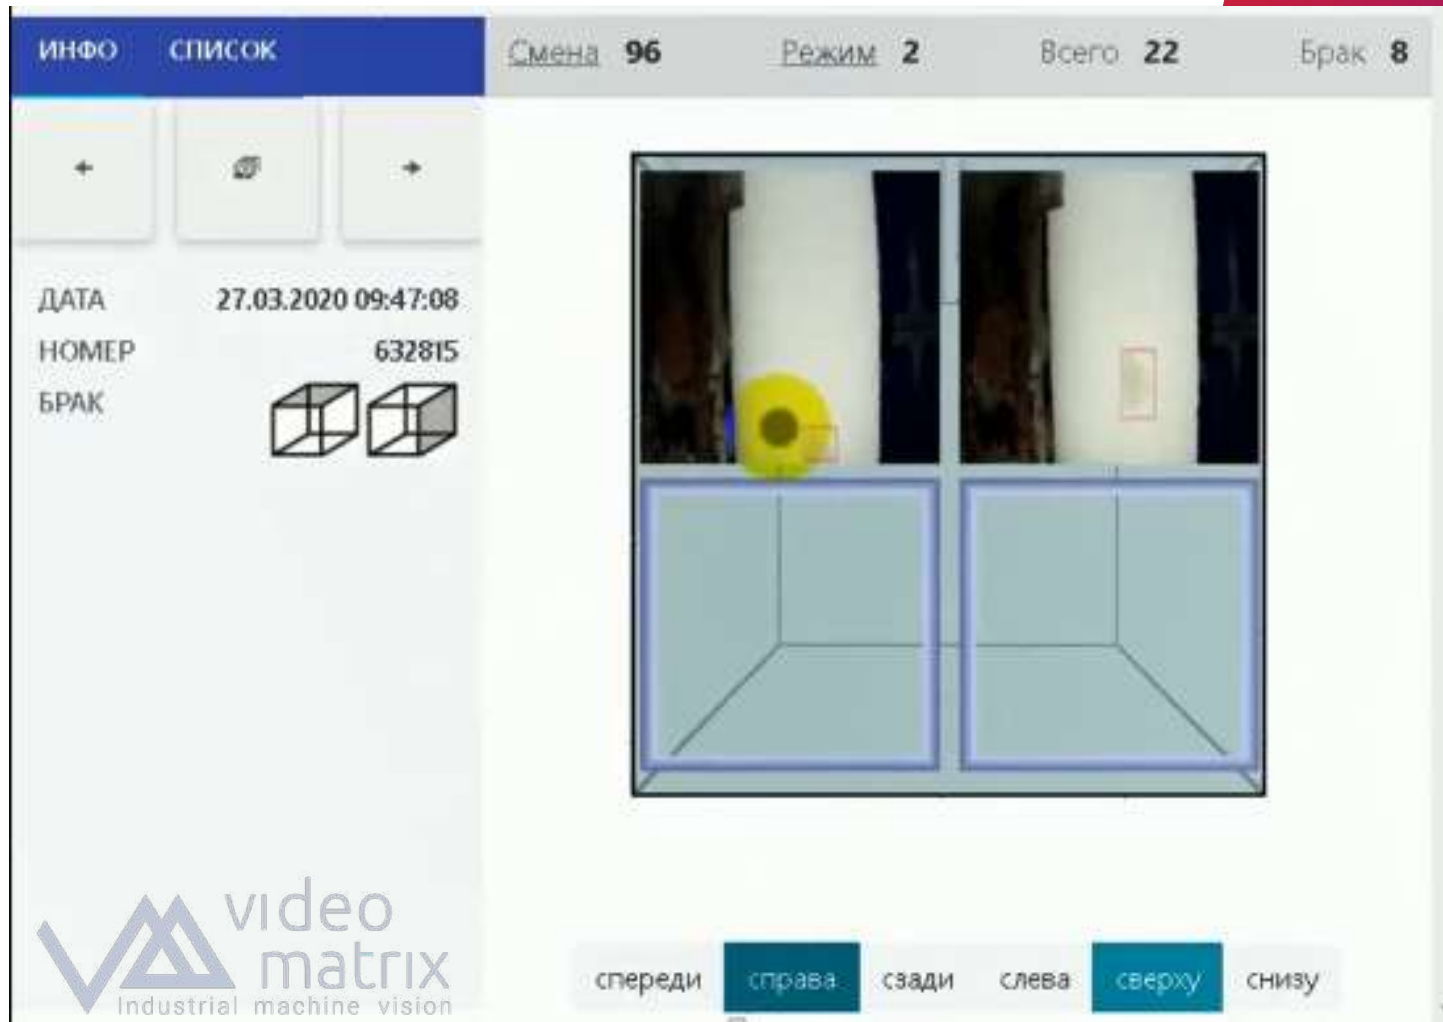 ИНФО СПИСОК
Смена 96 Режим 2 Всего 22 Брак 8
ДАТА 27.03.2020 09:47:08
НОМЕР 632815
БРАК
video
matrix
industrial machine vision
спереди справа сзади слева сверху снизу